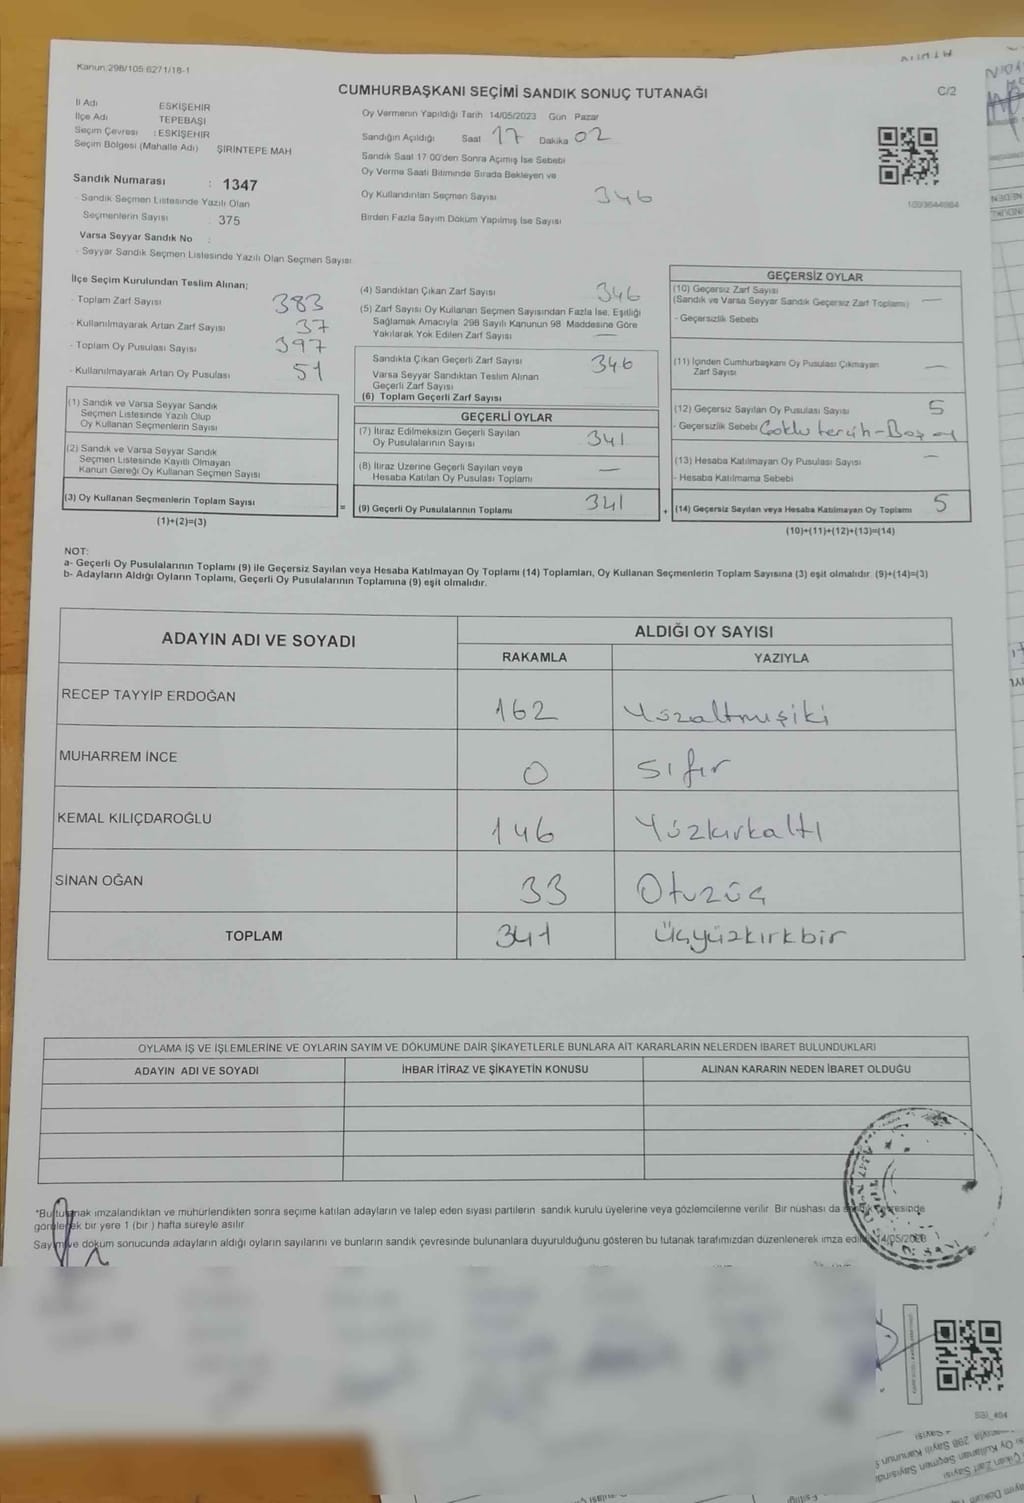 Kanun:298/105:6271/18-1
CUMHURBAŞKANI SEÇİMİ SANDIK SONUÇ TUTANAĞI
C/2
İl Adı ESKİŞEHİR
İlçe Adı TEPEBAŞI
Seçim Çevresi : ESKİŞEHİR
Seçim Bölgesi (Mahalle Adı) ŞİRİNTEPE MAH
Sandık Numarası : 1347
- Sandık Seçmen Listesinde Yazılı Olan
Seçmenlerin Sayısı 375
Varsa Seyyar Sandık No :
- Seyyar Sandık Seçmen Listesinde Yazılı Olan Seçmen Sayısı
Oy Vermenin Yapıldığı Tarih 14/05/2023 Gün Pazar
Sandığın Açıldığı Saat 17 Dakika 02
Sandık Saat 17:00'den Sonra Açımış İse Sebebi
Oy Verme Saati Bitiminde Sırada Bekleyen ve
Oy Kullandırılan Seçmen Sayısı 346
Birden Fazla Sayım Döküm Yapılmış İse Sayısı
İlçe Seçim Kurulundan Teslim Alınan;
- Toplam Zarf Sayısı 383
- Kullanılmayarak Artan Zarf Sayısı 37
- Toplam Oy Pusulası Sayısı 397
- Kullanılmayarak Artan Oy Pusulası 51
(1) Sandık ve Varsa Seyyar Sandık
Seçmen Listesinde Yazılı Olup
Oy Kullanan Seçmenlerin Sayısı
(2) Sandık ve Varsa Seyyar Sandık
Seçmen Listesinde Kayıtlı Olmayan
Kanun Gereği Oy Kullanan Seçmen Sayısı
(3) Oy Kullanan Seçmenlerin Toplam Sayısı
(1)+(2)=(3)
(4) Sandıktan Çıkan Zarf Sayısı 346
(5) Zarf Sayısı Oy Kullanan Seçmen Sayısından Fazla İse, Eşitliği
Sağlamak Amacıyla 298 Sayılı Kanunun 98 Maddesine Göre
Yakılarak Yok Edilen Zarf Sayısı —
Sandıkta Çıkan Geçerli Zarf Sayısı 346
Varsa Seyyar Sandıktan Teslim Alınan
Geçerli Zarf Sayısı
(6) Toplam Geçerli Zarf Sayısı
GEÇERLİ OYLAR
(7) İtiraz Edilmeksizin Geçerli Sayılan
Oy Pusulalarının Sayısı 341
(8) İtiraz Üzerine Geçerli Sayılan veya
Hesaba Katılan Oy Pusulası Toplamı —
= (9) Geçerli Oy Pusulalarının Toplamı 341
GEÇERSİZ OYLAR
(10) Geçersiz Zarf Sayısı
(Sandık ve Varsa Seyyar Sandık Geçersiz Zarf Toplamı) —
- Geçersizlik Sebebi
(11) İçinden Cumhurbaşkanı Oy Pusulası Çıkmayan
Zarf Sayısı —
(12) Geçersiz Sayılan Oy Pusulası Sayısı 5
- Geçersizlik Sebebi Çoklu tercih - Boş oy
(13) Hesaba Katılmayan Oy Pusulası Sayısı —
- Hesaba Katılmama Sebebi
+ (14) Geçersiz Sayılan veya Hesaba Katılmayan Oy Toplamı 5
(10)+(11)+(12)+(13)=(14)
NOT:
a- Geçerli Oy Pusulalarının Toplamı (9) ile Geçersiz Sayılan veya Hesaba Katılmayan Oy Toplamı (14) Toplamları, Oy Kullanan Seçmenlerin Toplam Sayısına (3) eşit olmalıdır (9)+(14)=(3)
b- Adayların Aldığı Oyların Toplamı, Geçerli Oy Pusulalarının Toplamına (9) eşit olmalıdır.
ADAYIN ADI VE SOYADI ALDIĞI OY SAYISI
RAKAMLA YAZIYLA
RECEP TAYYİP ERDOĞAN 162 Yüzaltmışiki
MUHARREM İNCE 0 Sıfır
KEMAL KILIÇDAROĞLU 146 Yüzkırkaltı
SİNAN OĞAN 33 Otuzüç
TOPLAM 341 Üçyüzkırkbir
OYLAMA İŞ VE İŞLEMLERİNE VE OYLARIN SAYIM VE DÖKÜMÜNE DAİR ŞİKAYETLERLE BUNLARA AİT KARARLARIN NELERDEN İBARET BULUNDUKLARI
ADAYIN ADI VE SOYADI İHBAR İTİRAZ VE ŞİKAYETİN KONUSU ALINAN KARARIN NEDEN İBARET OLDUĞU
*Bu tutanak imzalandıktan ve mühürlendikten sonra seçime katılan adayların ve talep eden siyasi partilerin sandık kurulu üyelerine veya gözlemcilerine verilir. Bir nüshası da
bir yere 1 (bir ) hafta süreyle asılır
Sayım ve döküm sonucunda adayların aldığı oyların sayılarını ve bunların sandık çevresinde bulunanlara duyurulduğunu gösteren bu tutanak tarafımızdan düzenlenerek imza 14/05/2023